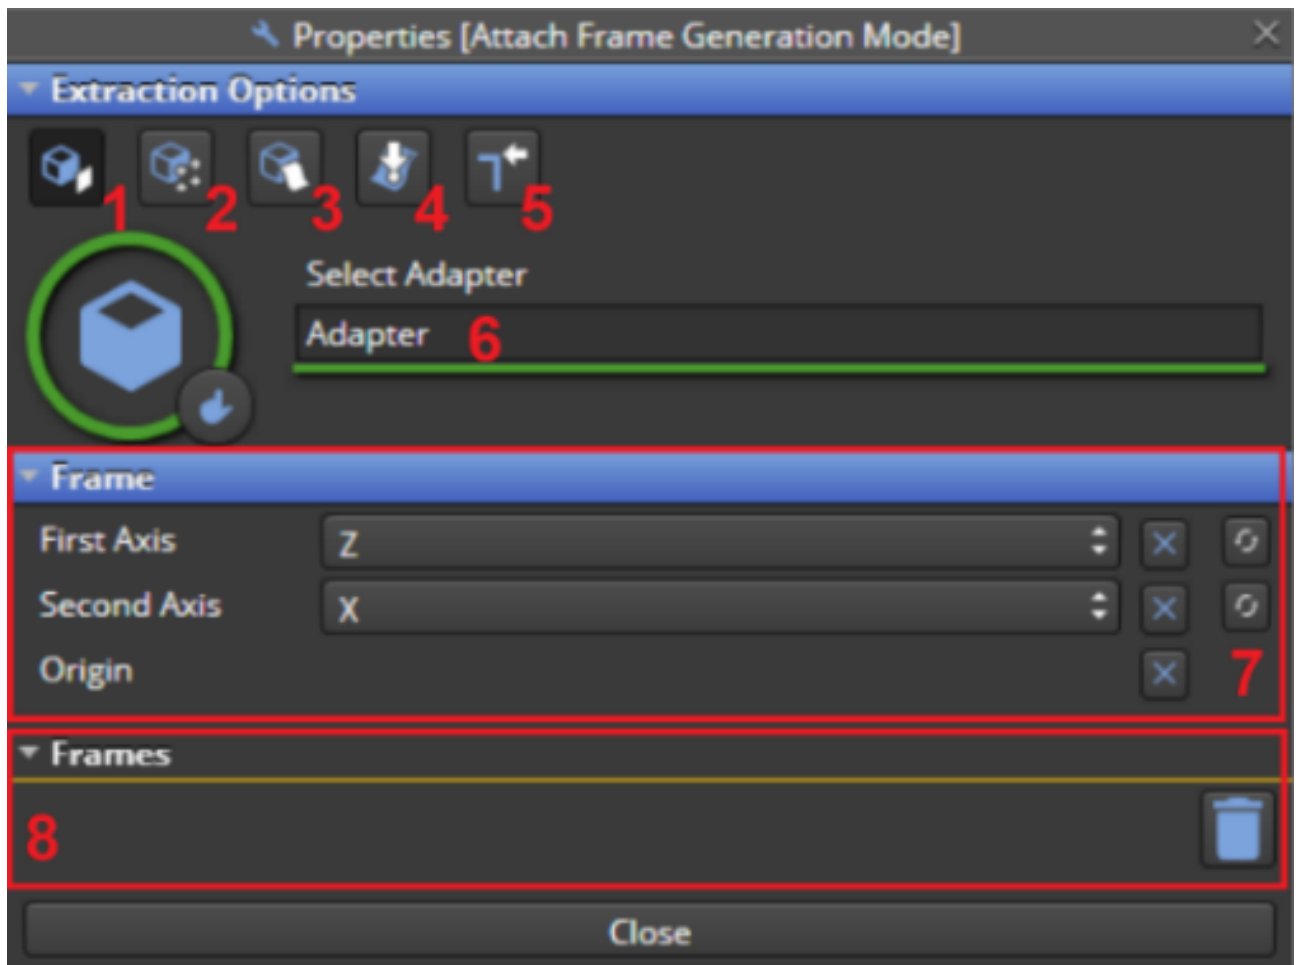 Properties [Attach Frame Generation Mode]
Extraction Options
1 2 3 4 5
Select Adapter
Adapter 6
Frame
First Axis Z
Second Axis X
Origin 7
Frames
8
Close